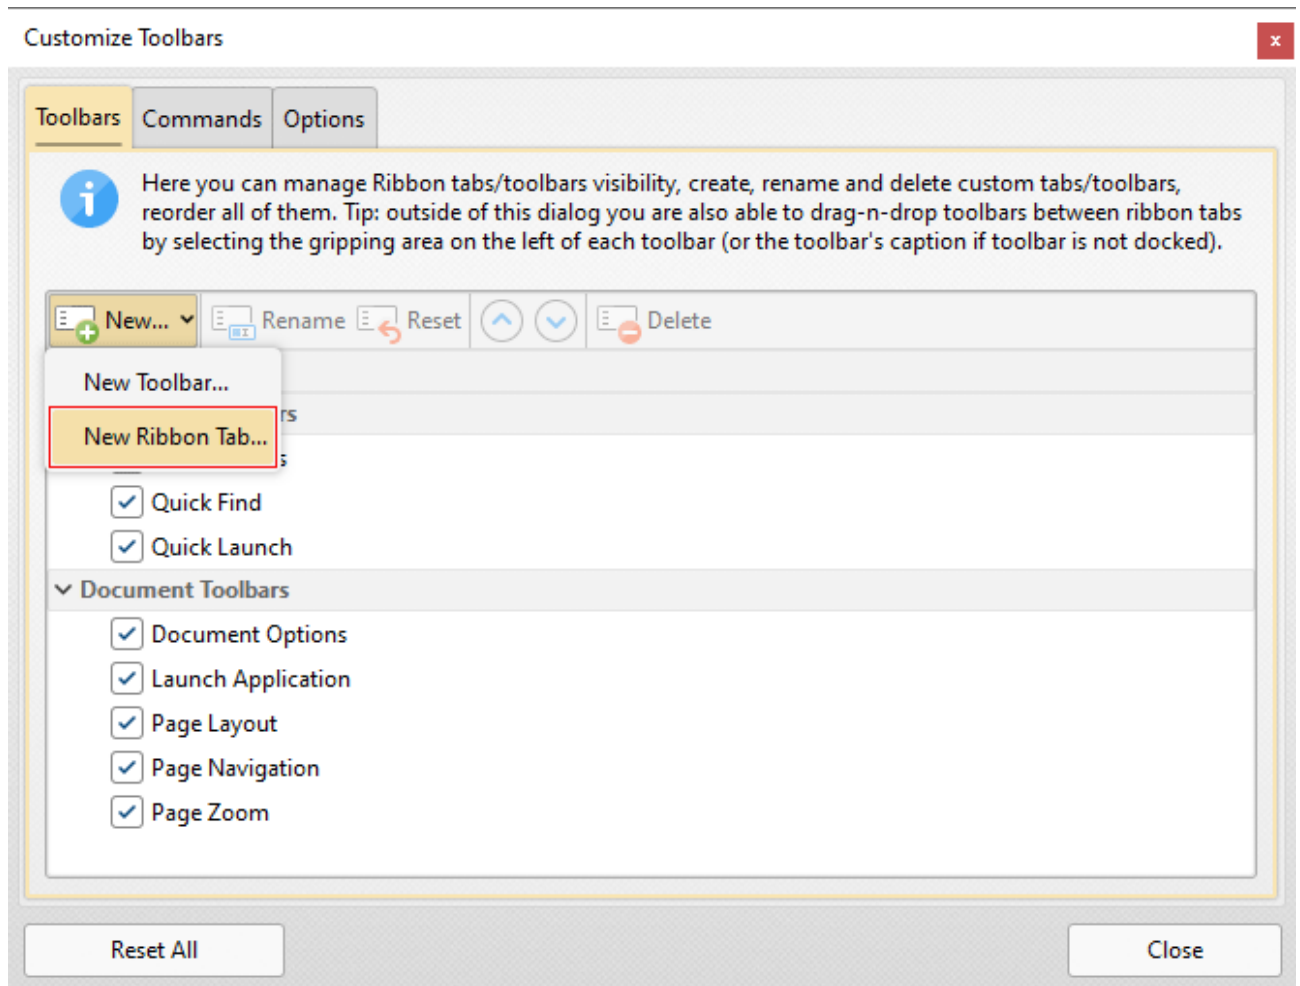 Customize Toolbars
x
Toolbars Commands Options
Here you can manage Ribbon tabs/toolbars visibility, create, rename and delete custom tabs/toolbars,
reorder all of them. Tip: outside of this dialog you are also able to drag-n-drop toolbars between ribbon tabs
by selecting the gripping area on the left of each toolbar (or the toolbar's caption if toolbar is not docked).
New... Rename Reset Delete
New Toolbar...
New Ribbon Tab...
Quick Find
Quick Launch
Document Toolbars
Document Options
Launch Application
Page Layout
Page Navigation
Page Zoom
Reset All Close